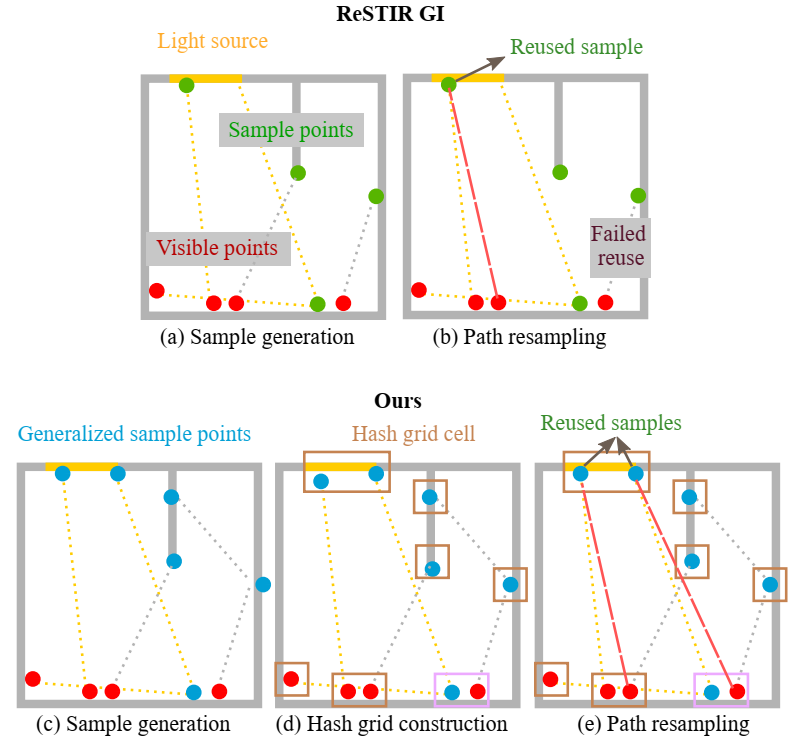 ReSTIR GI
Light source
Reused sample
Sample points
Visible points
Failed
reuse
(a) Sample generation
(b) Path resampling
Ours
Generalized sample points
Hash grid cell
Reused samples
(c) Sample generation
(d) Hash grid construction
(e) Path resampling